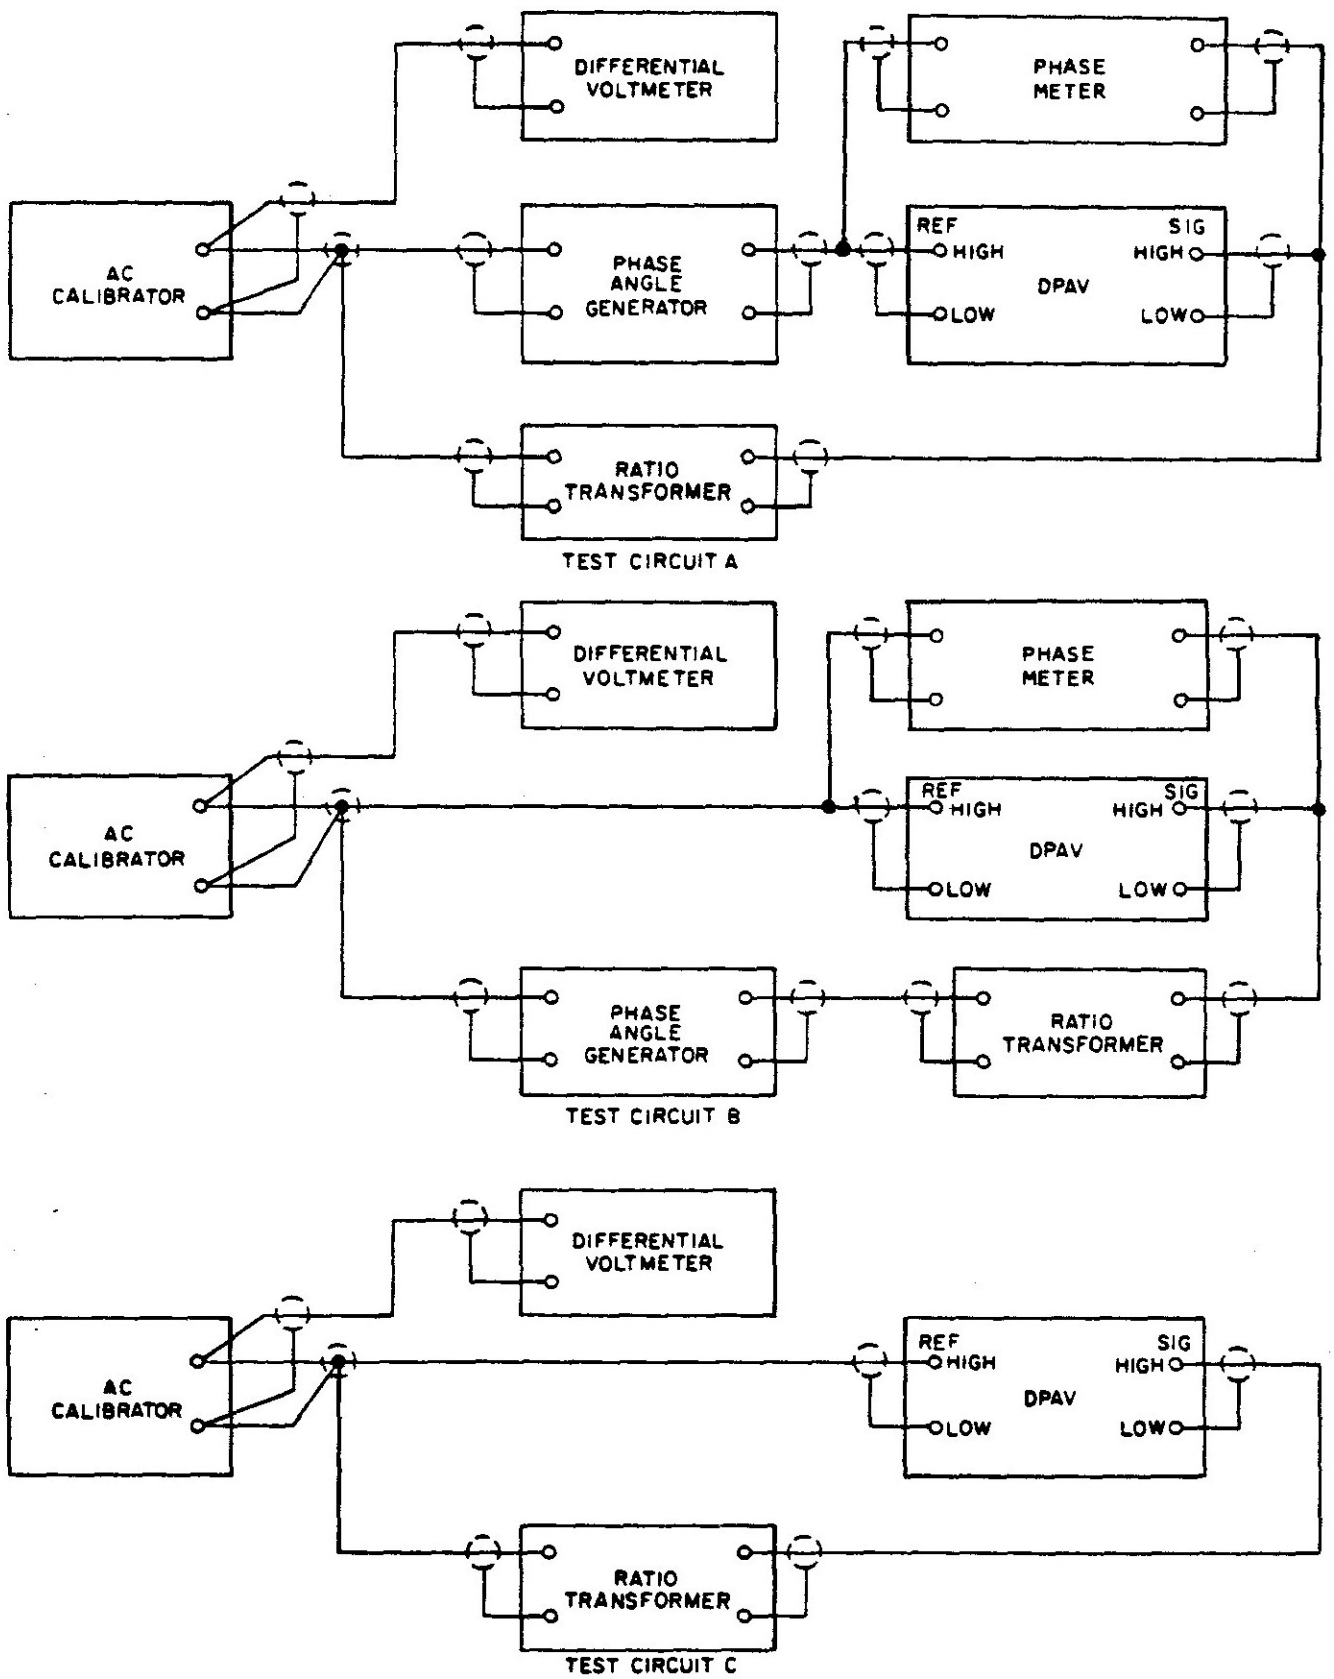 DIFFERENTIAL
VOLTMETER
PHASE
METER
AC
CALIBRATOR
PHASE
ANGLE
GENERATOR
REF
HIGH
LOW
DPAV
SIG
HIGH
LOW
RATIO
TRANSFORMER
TEST CIRCUIT A
DIFFERENTIAL
VOLTMETER
PHASE
METER
AC
CALIBRATOR
REF
HIGH
LOW
DPAV
SIG
HIGH
LOW
PHASE
ANGLE
GENERATOR
RATIO
TRANSFORMER
TEST CIRCUIT B
DIFFERENTIAL
VOLTMETER
AC
CALIBRATOR
REF
HIGH
LOW
DPAV
SIG
HIGH
LOW
RATIO
TRANSFORMER
TEST CIRCUIT C